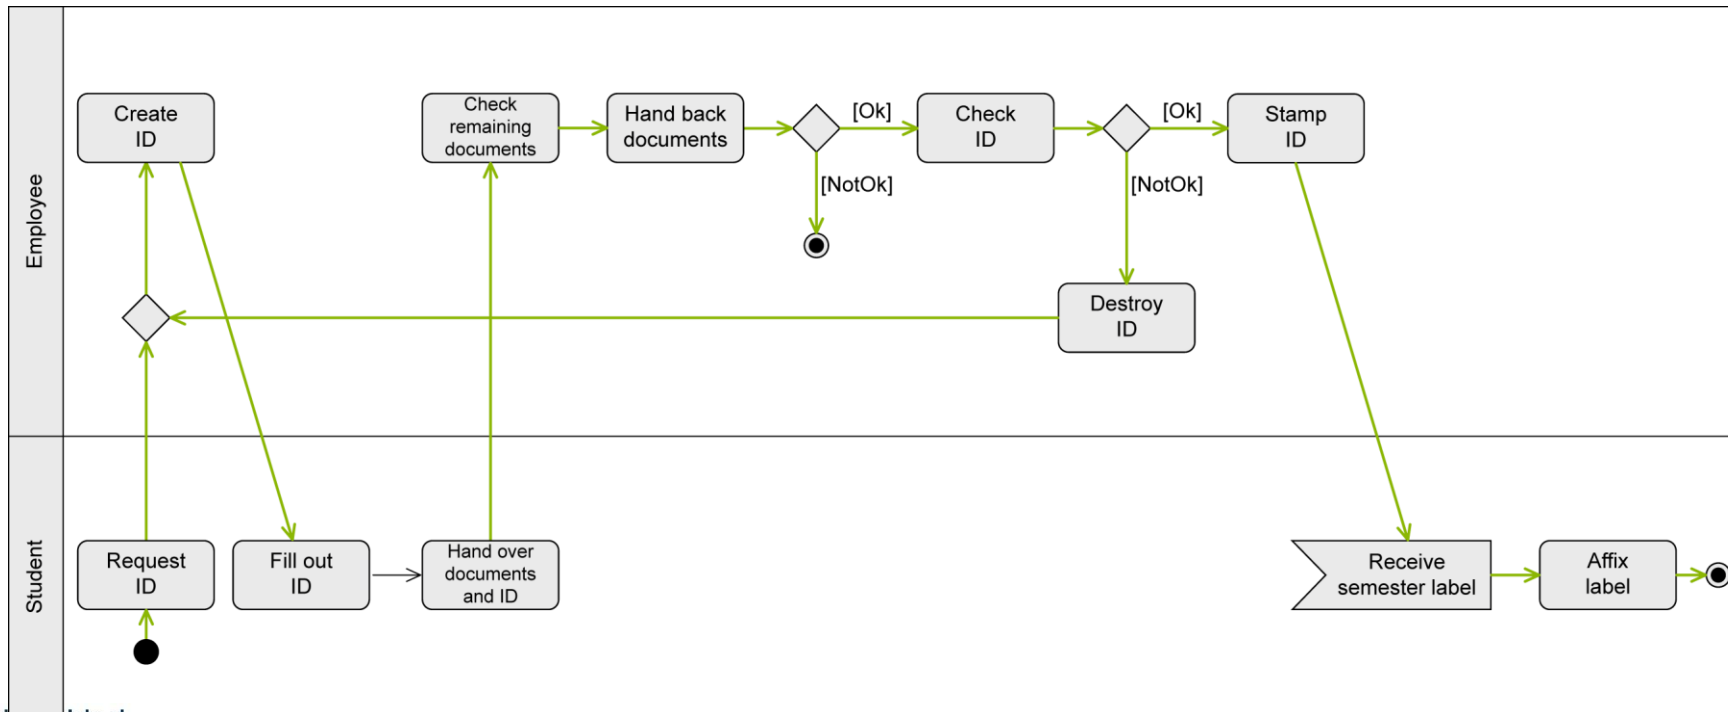 Employee
Create
ID
Check
remaining
documents
Hand back
documents
[Ok]
[NotOk]
Check
ID
[Ok]
[NotOk]
Stamp
ID
Destroy
ID
Student
Request
ID
Fill out
ID
Hand over
documents
and ID
Receive
semester label
Affix
label